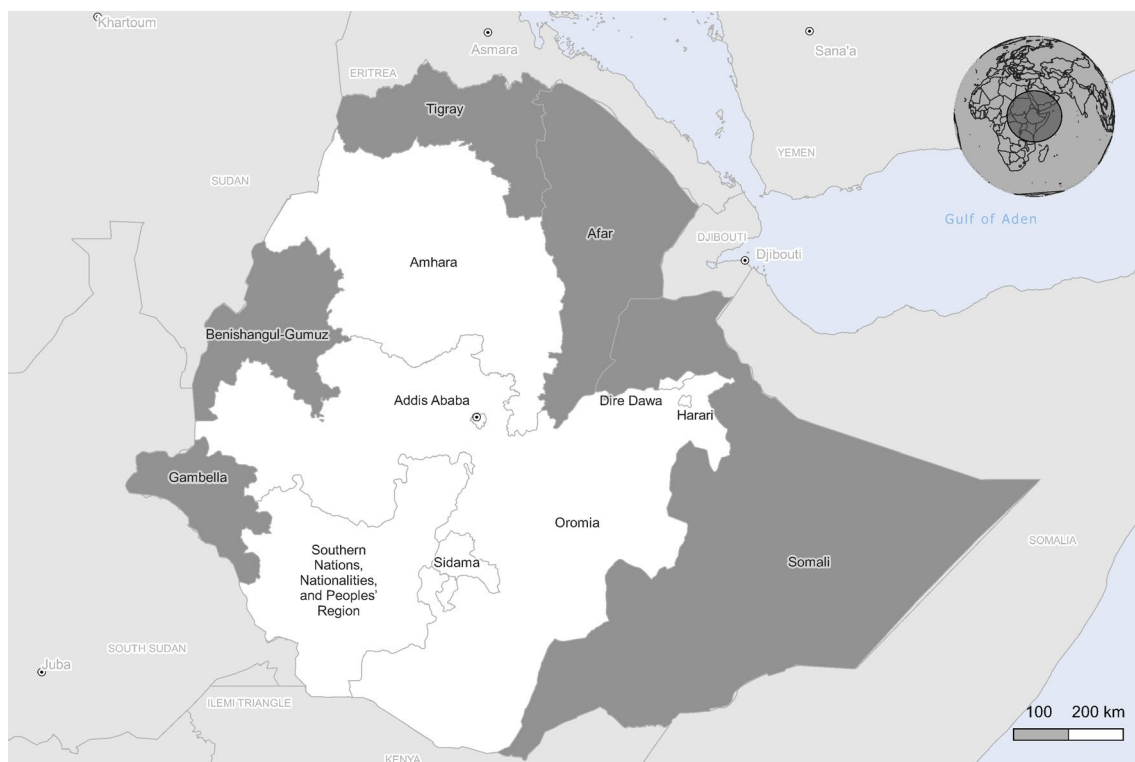 Khartoum
Asmara
Sana'a
ERITREA
Tigray
YEMEN
SUDAN
Gulf of Aden
Afar
DJIBOUTI
Djibouti
Amhara
Benishangul-Gumuz
Addis Ababa
Dire Dawa
Harari
Gambella
Oromia
SOMALIA
Southern
Nations,
Nationalities,
and Peoples'
Region
Sidama
Somali
SOUTH SUDAN
Juba
ILEMI TRIANGLE
KENYA
100 200 km